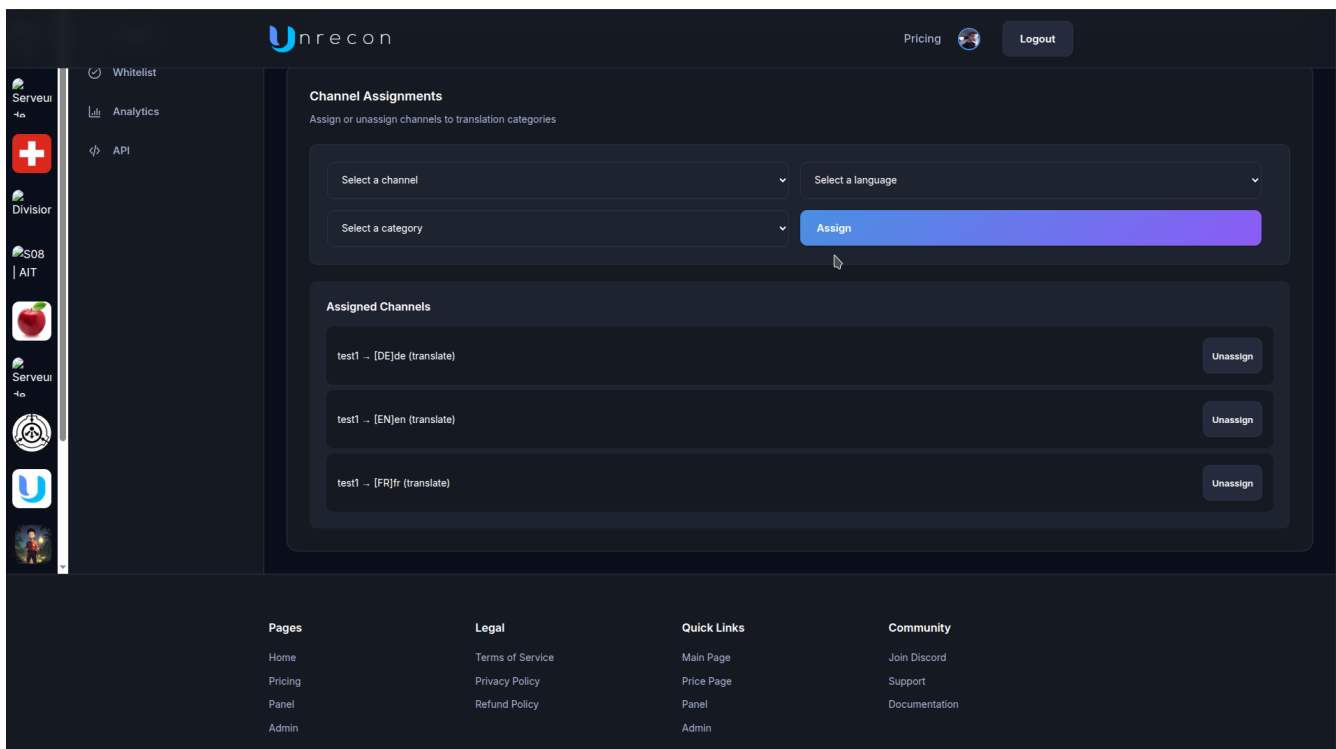 Unrecon
Pricing
Logout
Serveur
de
Division
S08
| AIT
Serveur
de
Whitelist
Analytics
API
Channel Assignments
Assign or unassign channels to translation categories
Select a channel
Select a language
Select a category
Assign
Assigned Channels
test1 → [DE]de (translate)
Unassign
test1 → [EN]en (translate)
Unassign
test1 → [FR]fr (translate)
Unassign
Pages
Home
Pricing
Panel
Admin
Legal
Terms of Service
Privacy Policy
Refund Policy
Quick Links
Main Page
Price Page
Panel
Admin
Community
Join Discord
Support
Documentation